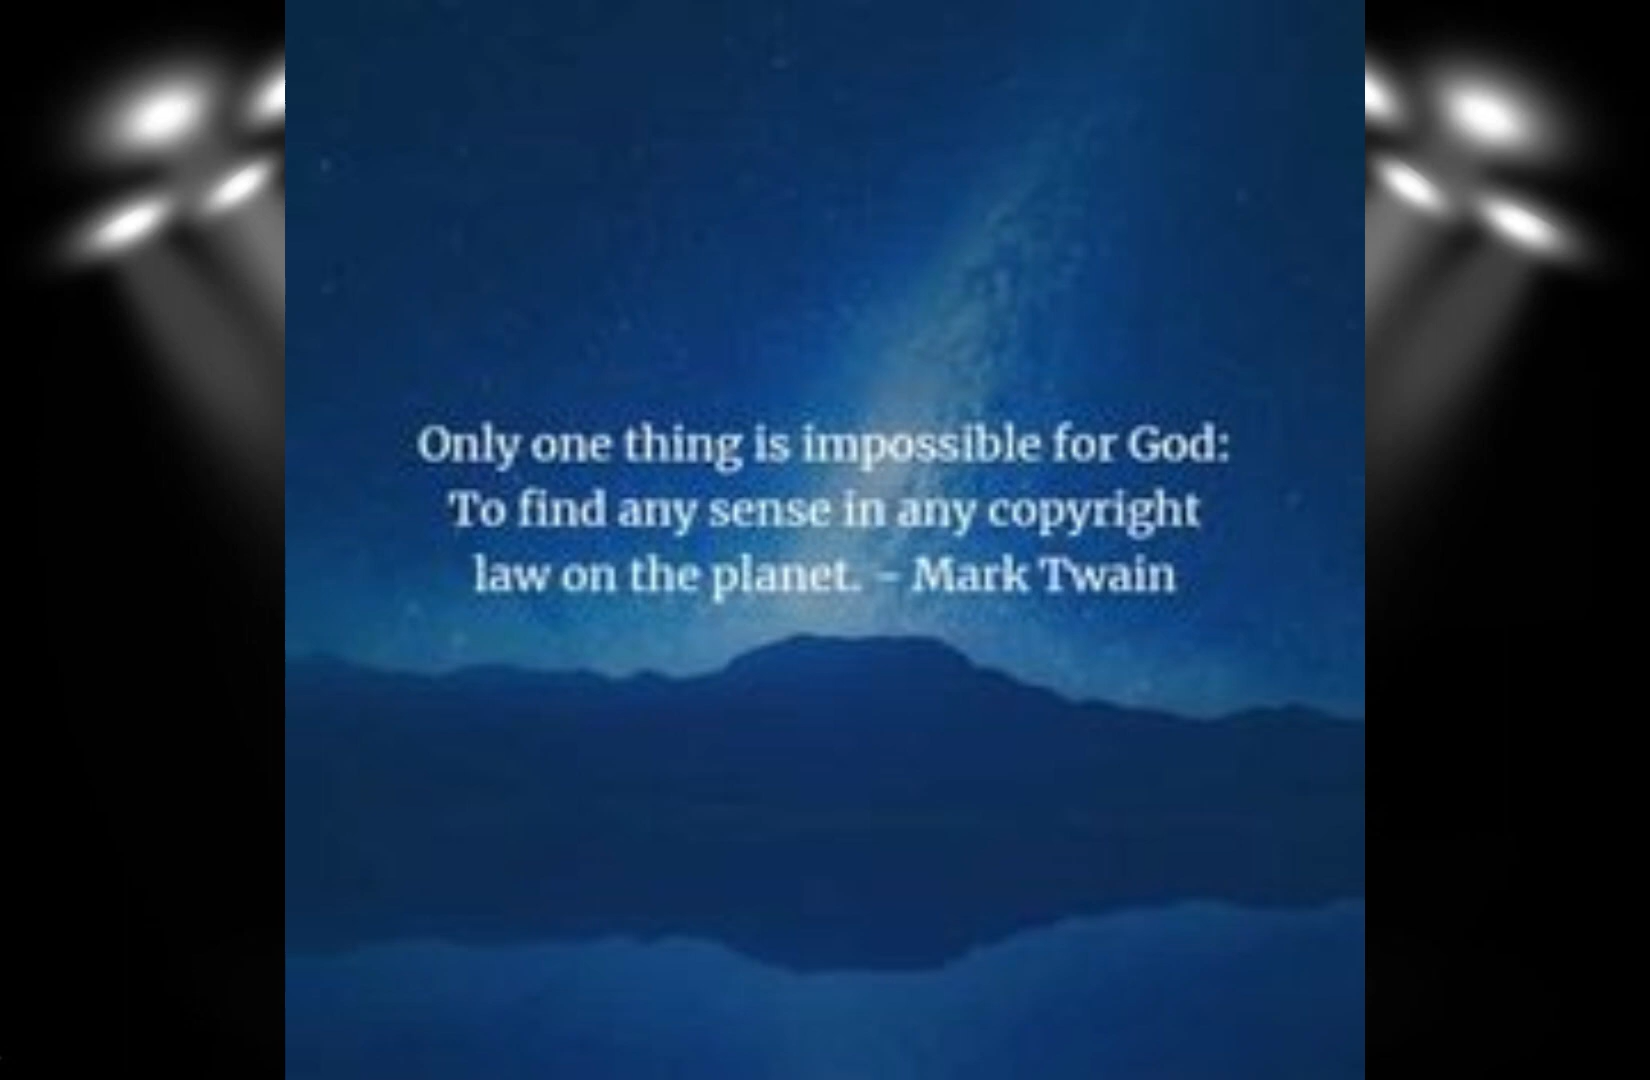 Only one thing is impossible for God:
To find any sense in any copyright
law on the planet. – Mark Twain